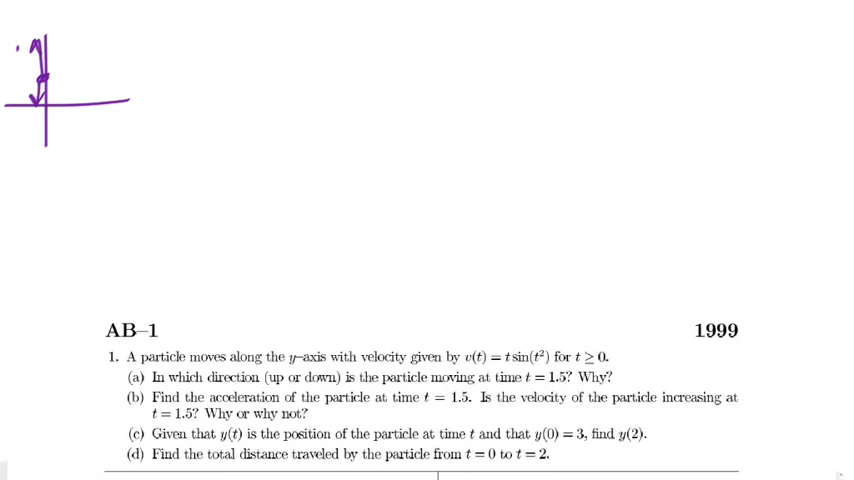 AB–1 1999
1. A particle moves along the y–axis with velocity given by v(t) = t sin(t²) for t ≥ 0.
(a) In which direction (up or down) is the particle moving at time t = 1.5? Why?
(b) Find the acceleration of the particle at time t = 1.5. Is the velocity of the particle increasing at
t = 1.5? Why or why not?
(c) Given that y(t) is the position of the particle at time t and that y(0) = 3, find y(2).
(d) Find the total distance traveled by the particle from t = 0 to t = 2.